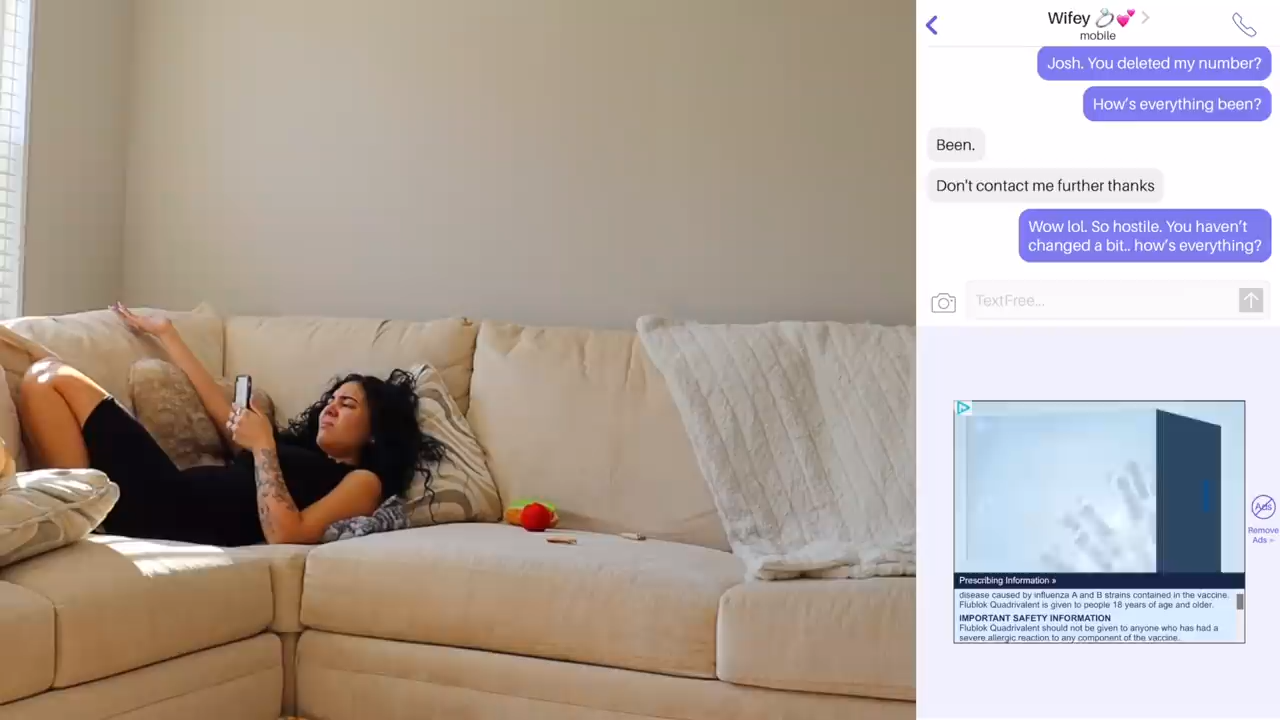 Wifey 💍💕
mobile
Josh. You deleted my number?
How’s everything been?
Been.
Don't contact me further thanks
Wow lol. So hostile. You haven’t
changed a bit.. how’s everything?
TextFree...
Ads
Remove
Ads
Prescribing Information »
disease caused by influenza A and B strains contained in the vaccine.
Flublok Quadrivalent is given to people 18 years of age and older.
IMPORTANT SAFETY INFORMATION
Flublok Quadrivalent should not be given to anyone who has had a
severe allergic reaction to any component of the vaccine.